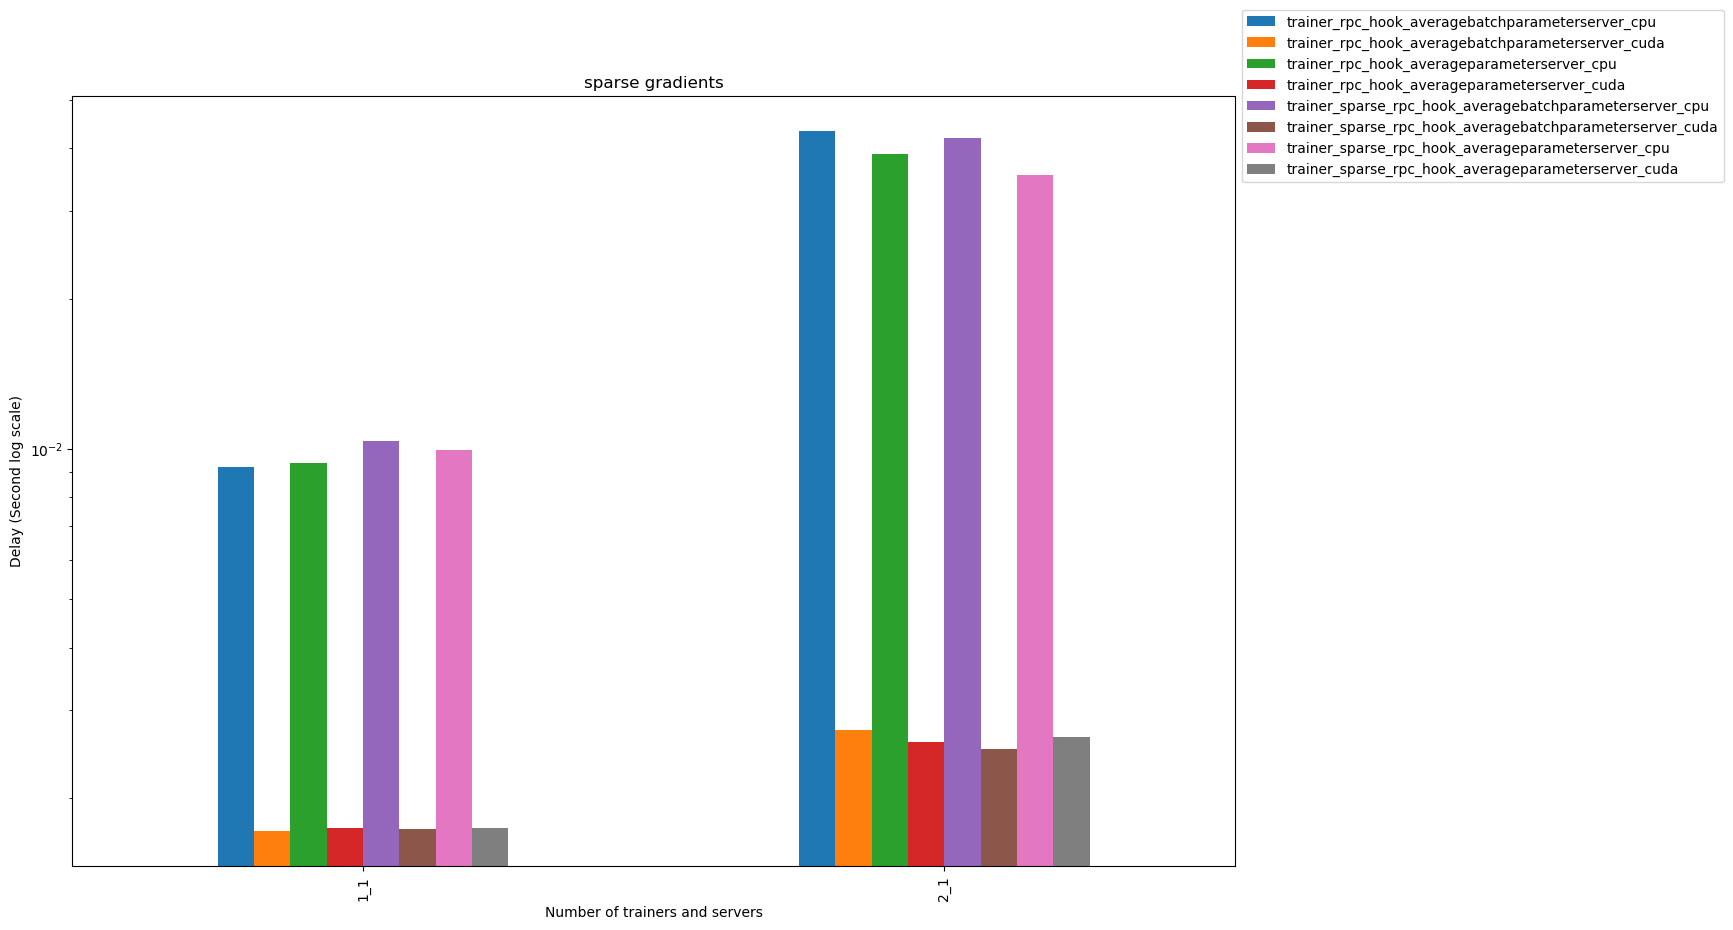 sparse gradients
trainer_rpc_hook_averagebatchparameterserver_cpu
trainer_rpc_hook_averagebatchparameterserver_cuda
trainer_rpc_hook_averageparameterserver_cpu
trainer_rpc_hook_averageparameterserver_cuda
trainer_sparse_rpc_hook_averagebatchparameterserver_cpu
trainer_sparse_rpc_hook_averagebatchparameterserver_cuda
trainer_sparse_rpc_hook_averageparameterserver_cpu
trainer_sparse_rpc_hook_averageparameterserver_cuda
Delay (Second log scale)
10⁻²
1_1
2_1
Number of trainers and servers